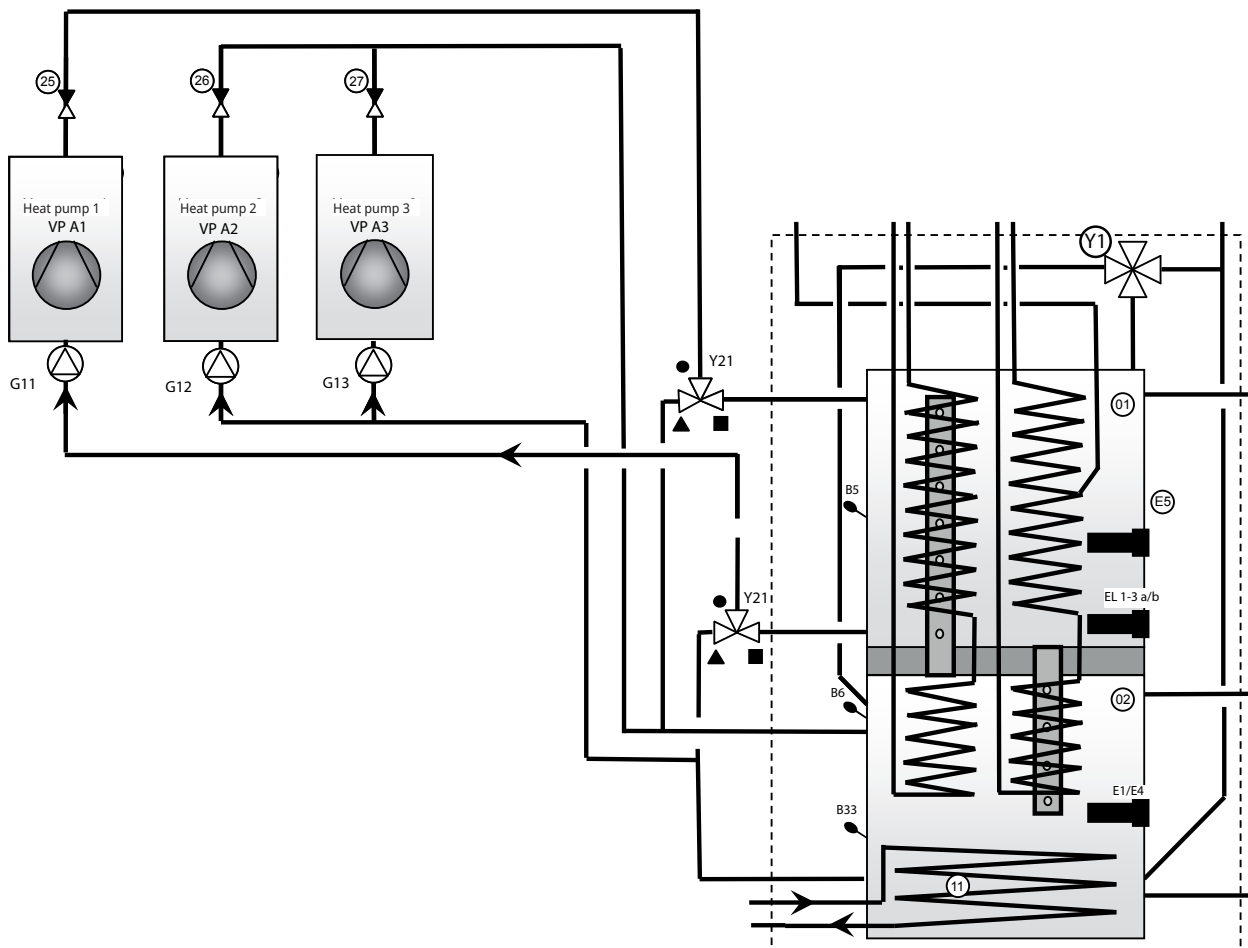 25
26
27
Heat pump 1
VP A1
Heat pump 2
VP A2
Heat pump 3
VP A3
G11
G12
G13
Y1
Y21
01
B5
E5
EL 1-3 a/b
Y21
B6
02
E1/E4
B33
11